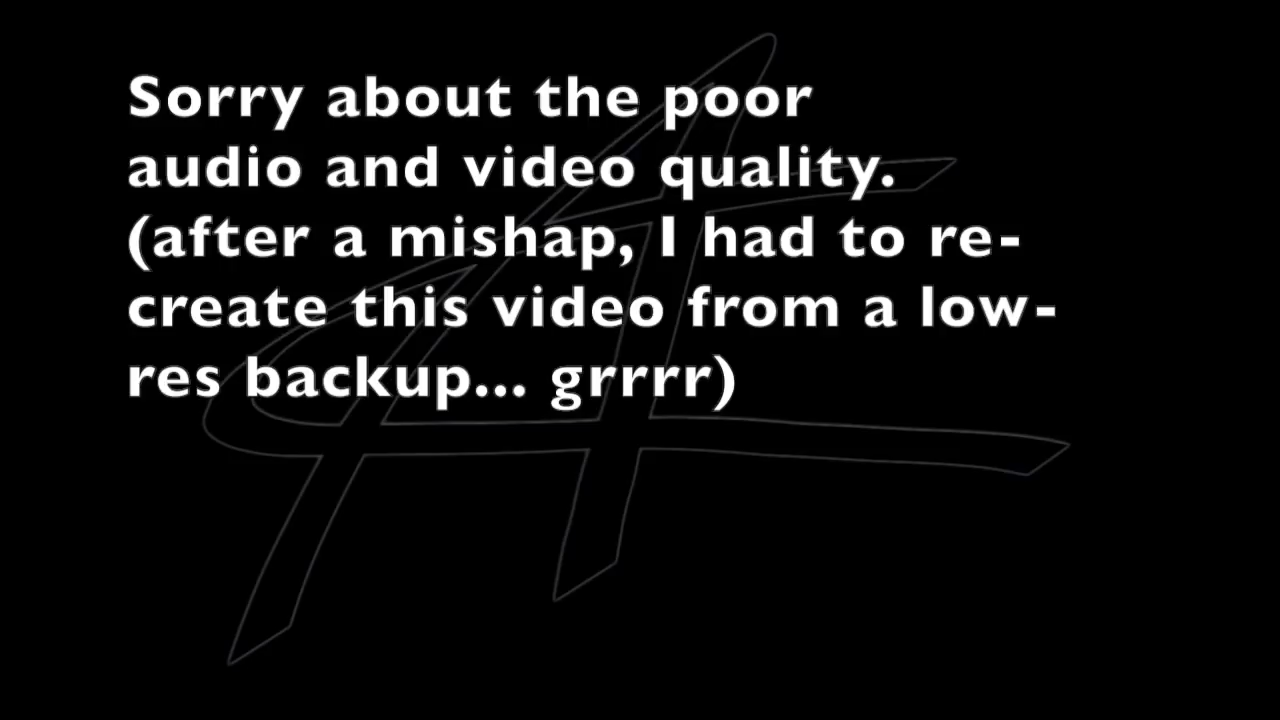 Sorry about the poor
audio and video quality.
(after a mishap, I had to re-
create this video from a low-
res backup... grrrr)